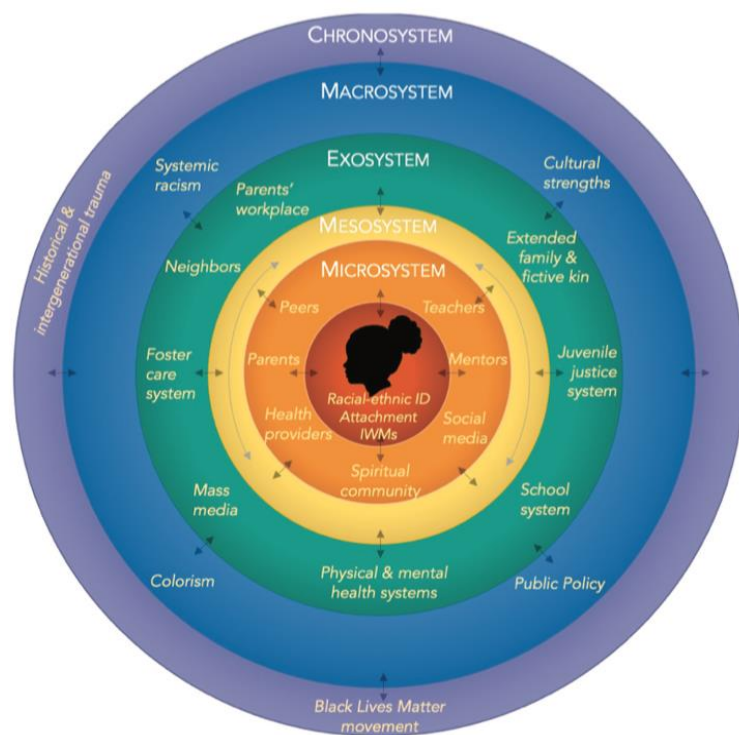 CHRONOSYSTEM
MACROSYSTEM
EXOSYSTEM
MESOSYSTEM
MICROSYSTEM
Historical &
intergenerational trauma
Systemic
racism
Cultural
strengths
Parents'
workplace
Neighbors
Extended
family &
fictive kin
Peers
Teachers
Foster
care system
Parents
Mentors
Juvenile
justice
system
Racial-ethnic ID
Attachment
IWMs
Health
providers
Social
media
Spiritual
community
Mass
media
School
system
Colorism
Physical & mental
health systems
Public Policy
Black Lives Matter
movement